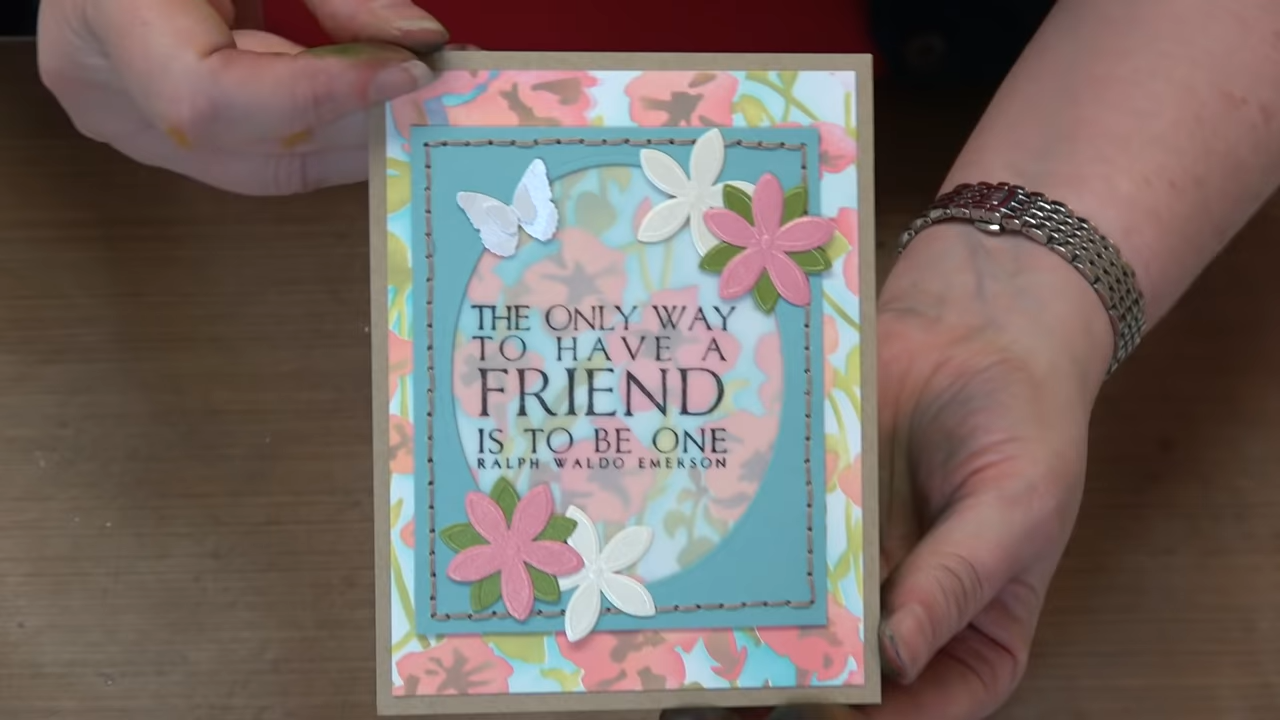 THE ONLY WAY
TO HAVE A
FRIEND
IS TO BE ONE
RALPH WALDO EMERSON